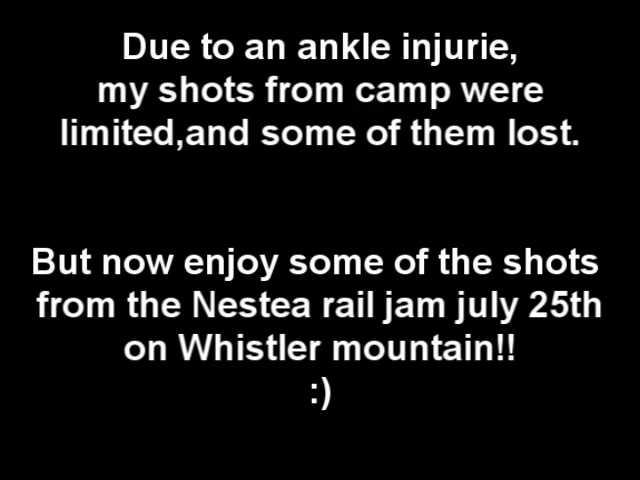 Due to an ankle injurie,
my shots from camp were
limited,and some of them lost.
But now enjoy some of the shots
from the Nestea rail jam july 25th
on Whistler mountain!!
:)